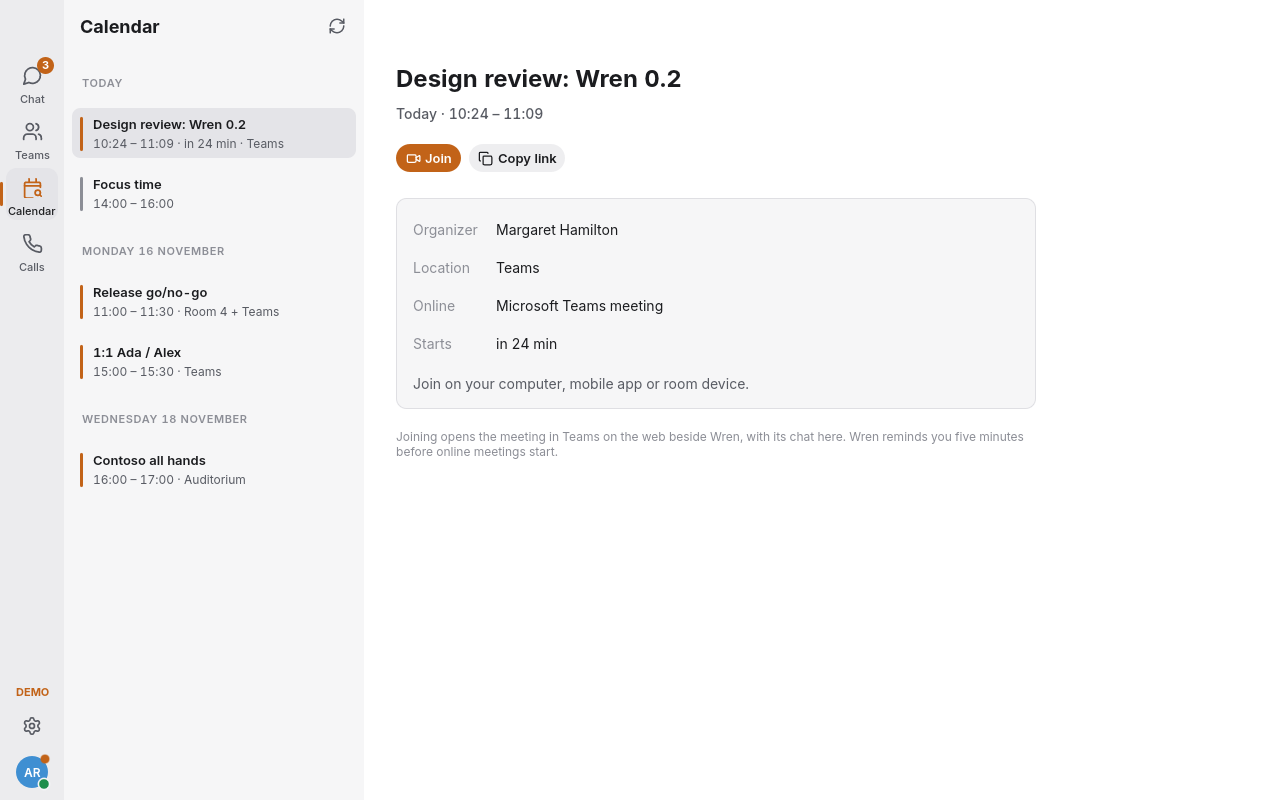 Calendar
3
Chat
Teams
Calendar
Calls
DEMO
AR
TODAY
Design review: Wren 0.2
10:24 – 11:09 · in 24 min · Teams
Focus time
14:00 – 16:00
MONDAY 16 NOVEMBER
Release go/no-go
11:00 – 11:30 · Room 4 + Teams
1:1 Ada / Alex
15:00 – 15:30 · Teams
WEDNESDAY 18 NOVEMBER
Contoso all hands
16:00 – 17:00 · Auditorium
Design review: Wren 0.2
Today · 10:24 – 11:09
Join Copy link
Organizer Margaret Hamilton
Location Teams
Online Microsoft Teams meeting
Starts in 24 min
Join on your computer, mobile app or room device.
Joining opens the meeting in Teams on the web beside Wren, with its chat here. Wren reminds you five minutes
before online meetings start.